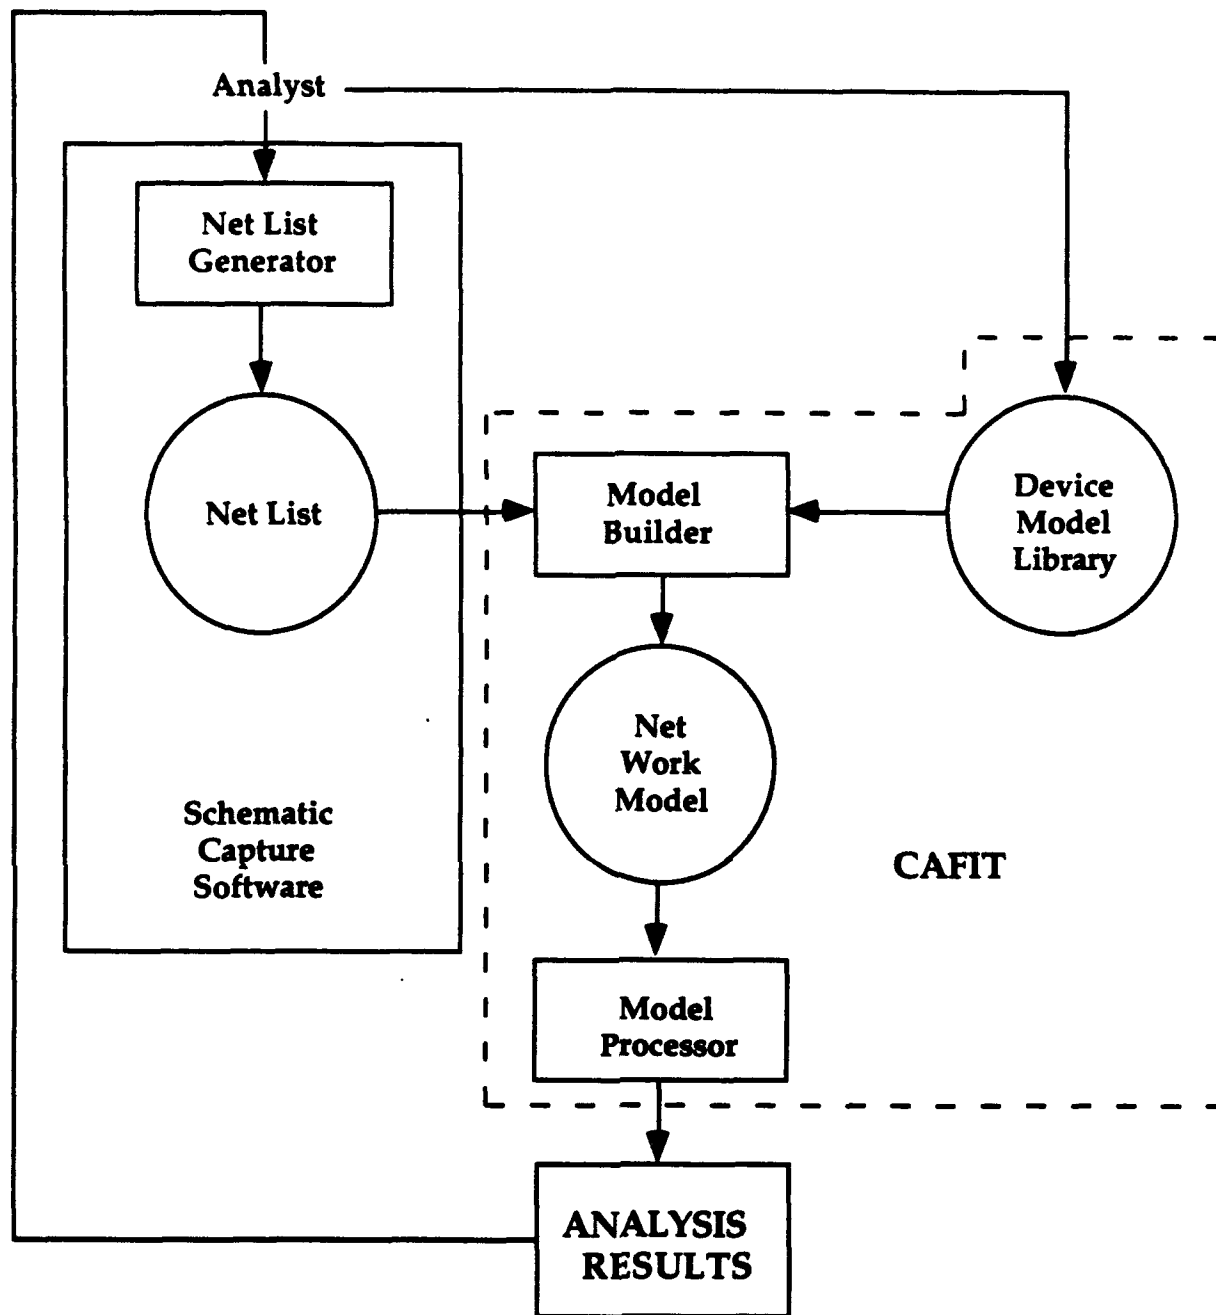 Analyst
Net List
Generator
Net List
Model
Builder
Device
Model
Library
Net
Work
Model
Schematic
Capture
Software
CAFIT
Model
Processor
ANALYSIS
RESULTS